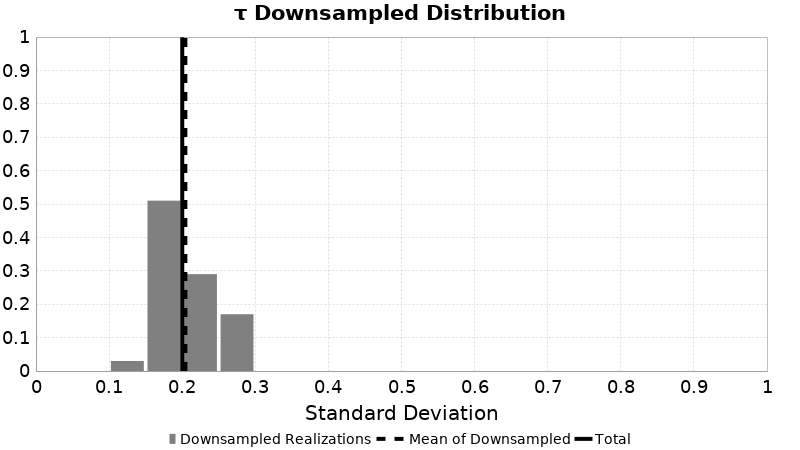 τ Downsampled Distribution
1
0.9
0.8
0.7
0.6
0.5
0.4
0.3
0.2
0.1
0
0 0.1 0.2 0.3 0.4 0.5 0.6 0.7 0.8 0.9 1
Standard Deviation
Downsampled Realizations Mean of Downsampled Total